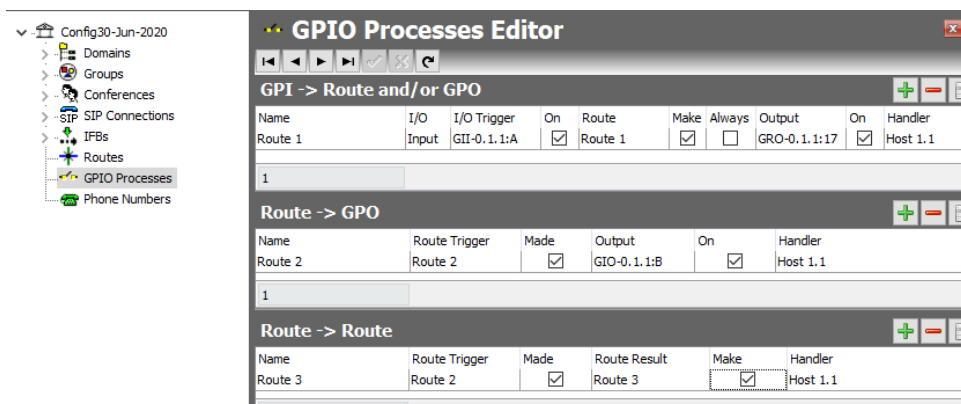 Config30-Jun-2020
Domains
Groups
Conferences
SIP SIP Connections
IFBs
Routes
GPIO Processes
Phone Numbers
GPIO Processes Editor
GPI -> Route and/or GPO
Name I/O I/O Trigger On Route Make Always Output On Handler
Route 1 Input GII-0.1.1:A Route 1 GRO-0.1.1:17 Host 1.1
1
Route -> GPO
Name Route Trigger Made Output On Handler
Route 2 Route 2 GIO-0.1.1:B Host 1.1
1
Route -> Route
Name Route Trigger Made Route Result Make Handler
Route 3 Route 2 Route 3 Host 1.1